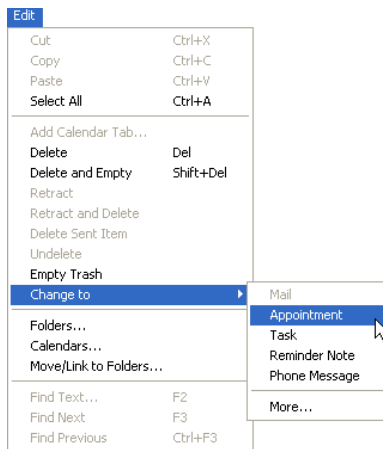 Edit
Cut Ctrl+X
Copy Ctrl+C
Paste Ctrl+V
Select All Ctrl+A
Add Calendar Tab...
Delete Del
Delete and Empty Shift+Del
Retract
Retract and Delete
Delete Sent Item
Undelete
Empty Trash
Change to
Mail
Appointment
Task
Reminder Note
Phone Message
More...
Folders...
Calendars...
Move/Link to Folders...
Find Text... F2
Find Next F3
Find Previous Ctrl+F3